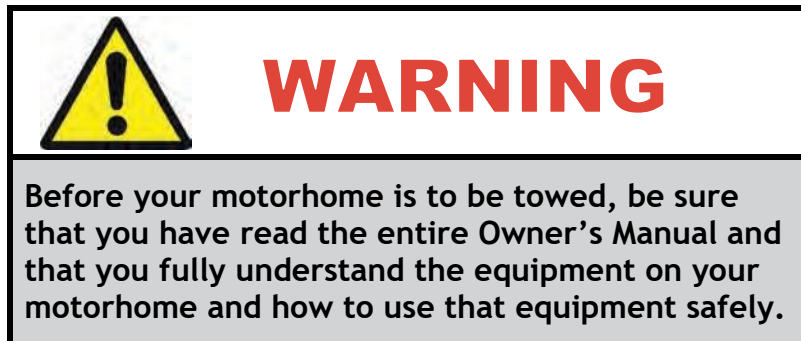 WARNING
Before your motorhome is to be towed, be sure
that you have read the entire Owner’s Manual and
that you fully understand the equipment on your
motorhome and how to use that equipment safely.